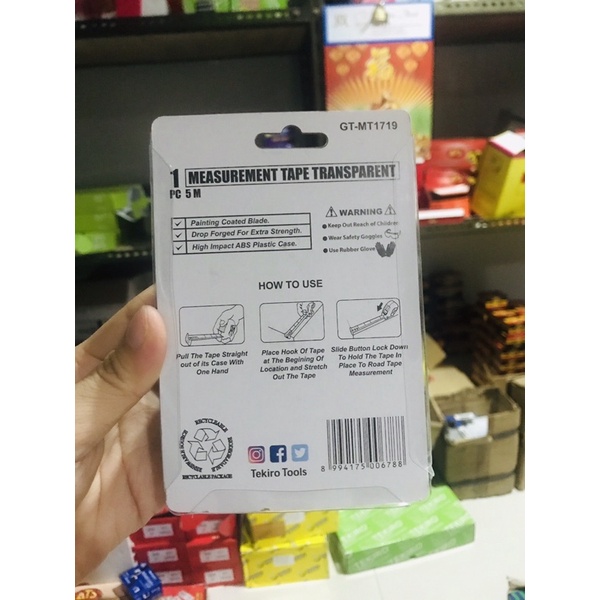 GT-MT1719
1 PC
MEASUREMENT TAPE TRANSPARENT
5 M
✓ Painting Coated Blade.
✓ Drop Forged For Extra Strength.
✓ High Impact ABS Plastic Case.
WARNING
• Keep Out Reach of Children
• Wear Safety Goggles
• Use Rubber Glove
HOW TO USE
Pull The Tape Straight
out of its Case With
One Hand
Place Hook Of Tape
at The Begining Of
Location and Stretch
Out The Tape
Slide Button Lock Down
To Hold The Tape In
Place To Road Tape
Measurement
RECYCLABLE
RECYCLABLE PACKAGE
Tekiro Tools
8 994175 006788
福